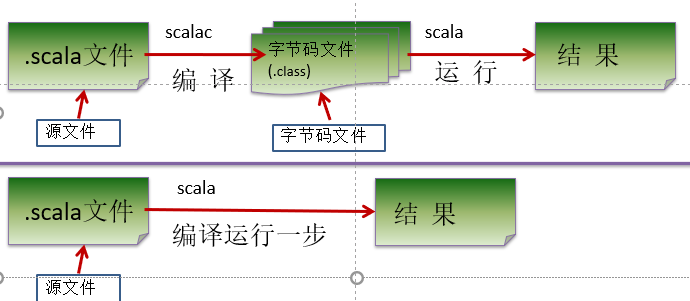 scalac
scala
.scala文件
编 译
字节码文件
(.class)
运 行
结 果
源文件
字节码文件
scala
.scala文件
编译运行一步
结 果
源文件